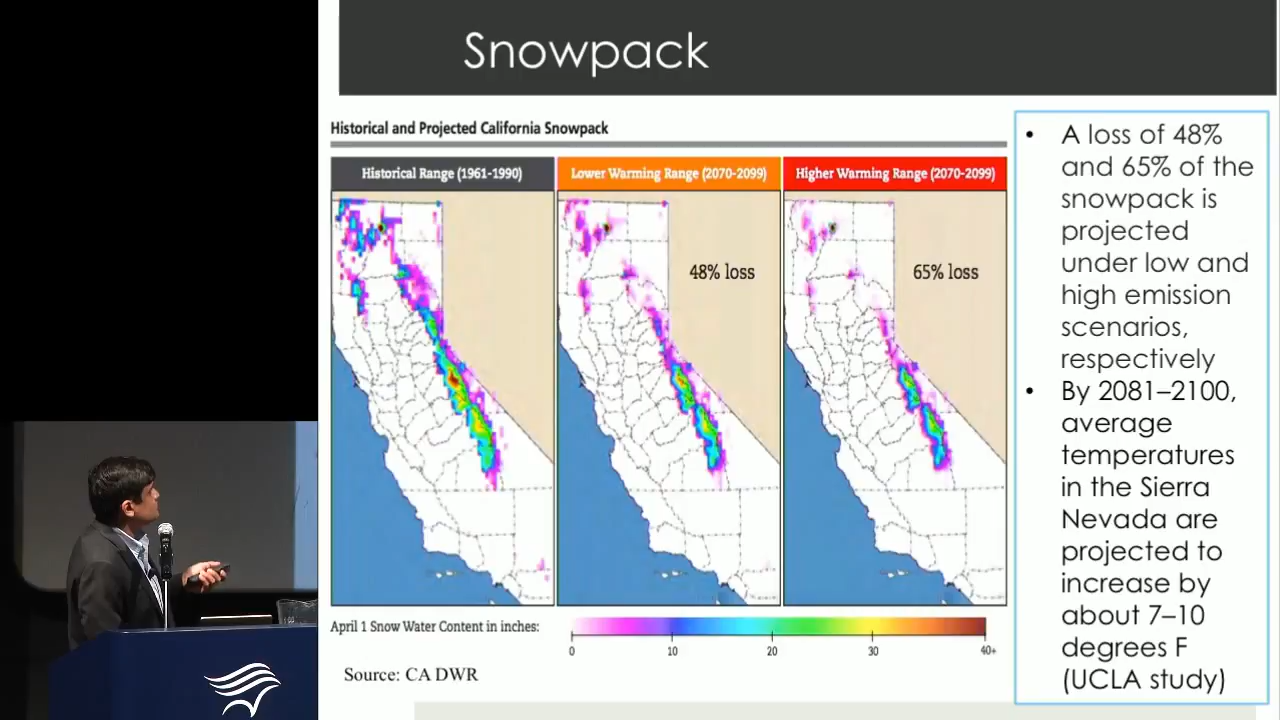 Snowpack
Historical and Projected California Snowpack
Historical Range (1961-1990)
Lower Warming Range (2070-2099)
Higher Warming Range (2070-2099)
48% loss
65% loss
April 1 Snow Water Content in inches:
0 10 20 30 40+
Source: CA DWR
• A loss of 48%
and 65% of the
snowpack is
projected
under low and
high emission
scenarios,
respectively
• By 2081–2100,
average
temperatures
in the Sierra
Nevada are
projected to
increase by
about 7–10
degrees F
(UCLA study)